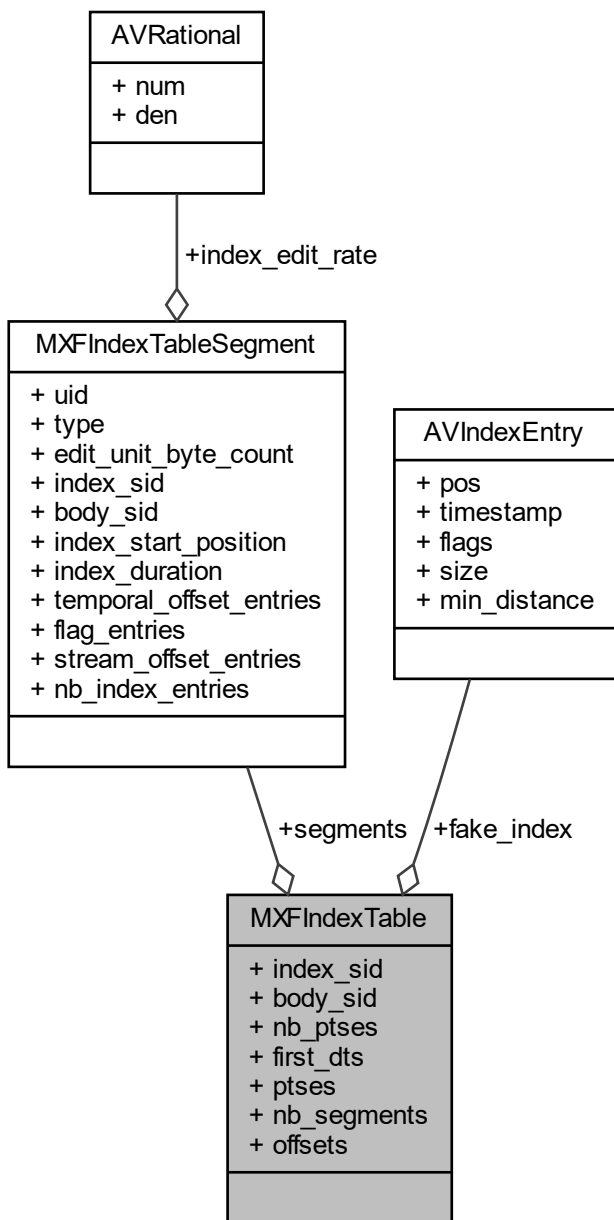 AVRational
+ num
+ den
+index_edit_rate
MXFIndexTableSegment
+ uid
+ type
+ edit_unit_byte_count
+ index_sid
+ body_sid
+ index_start_position
+ index_duration
+ temporal_offset_entries
+ flag_entries
+ stream_offset_entries
+ nb_index_entries
AVIndexEntry
+ pos
+ timestamp
+ flags
+ size
+ min_distance
+segments
+fake_index
MXFIndexTable
+ index_sid
+ body_sid
+ nb_ptses
+ first_dts
+ ptses
+ nb_segments
+ offsets